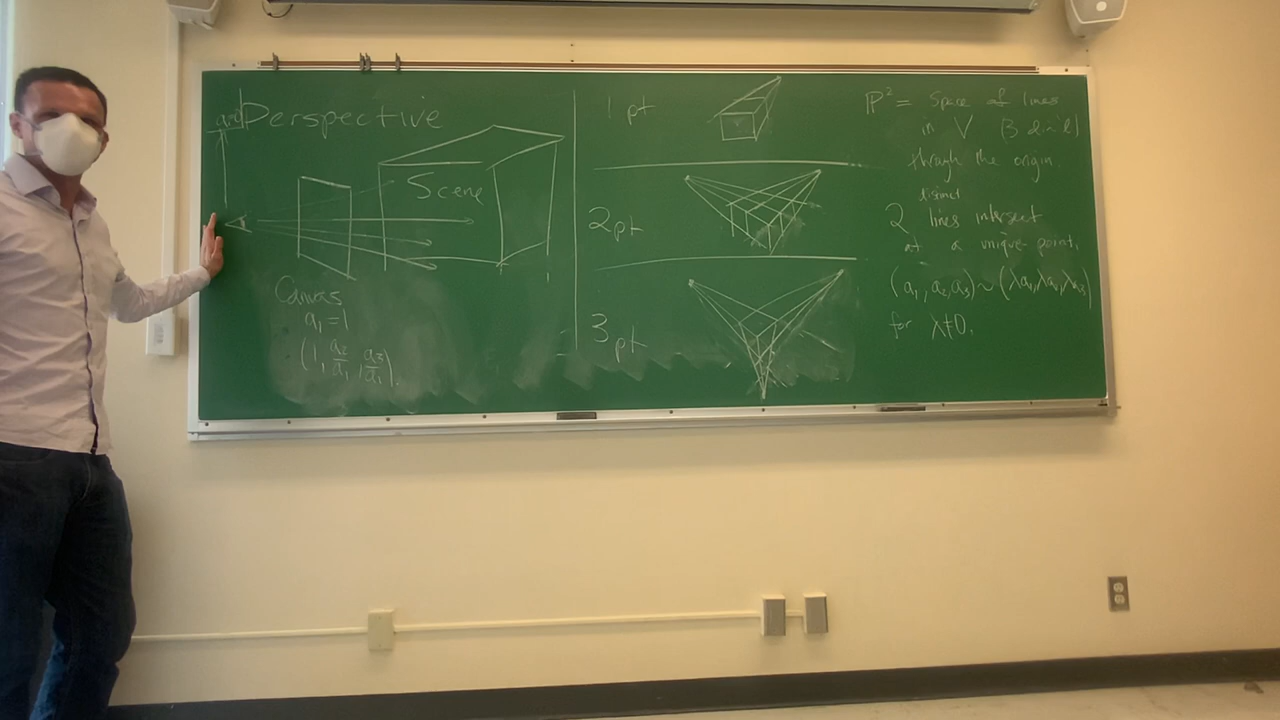 Perspective
Scene
Canvas
a₁ = 1
(1, a₂/a₁, a₃/a₁).
1 pt
2pt
3 pt
ℙ² = Space of lines
in V (3 dim'l)
through the origin.
distinct
2 lines intersect
at a unique point.
(a₁, a₂, a₃) ~ (λa₁, λa₂, λa₃)
for λ≠0.